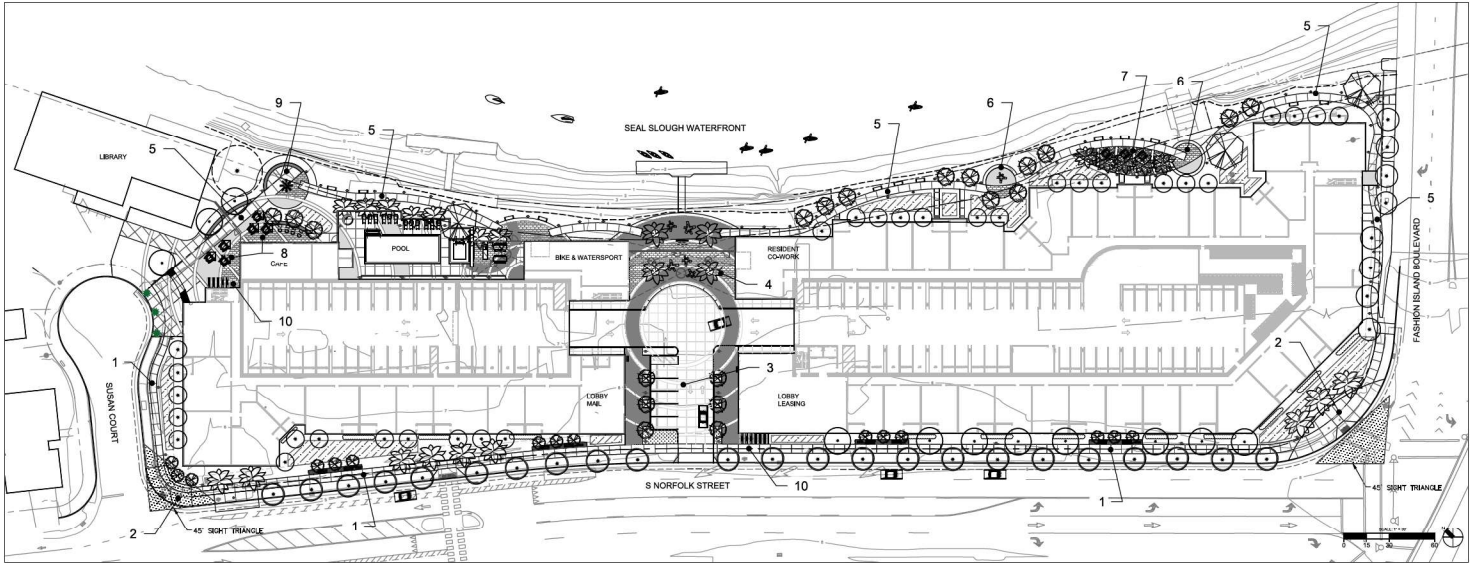 5
7
6
9
5
6
5
SEAL SLOUGH WATERFRONT
LIBRARY
5
5
POOL
BIKE & WATERSPORT
RESIDENT
CO-WORK
8
CAFE
4
10
FASHION ISLAND BOULEVARD
1
3
2
SUSAN COURT
LOBBY
MAIL
LOBBY
LEASING
10
S NORFOLK STREET
45' SIGHT TRIANGLE
1
1
2
45' SIGHT TRIANGLE
0 15 30 60